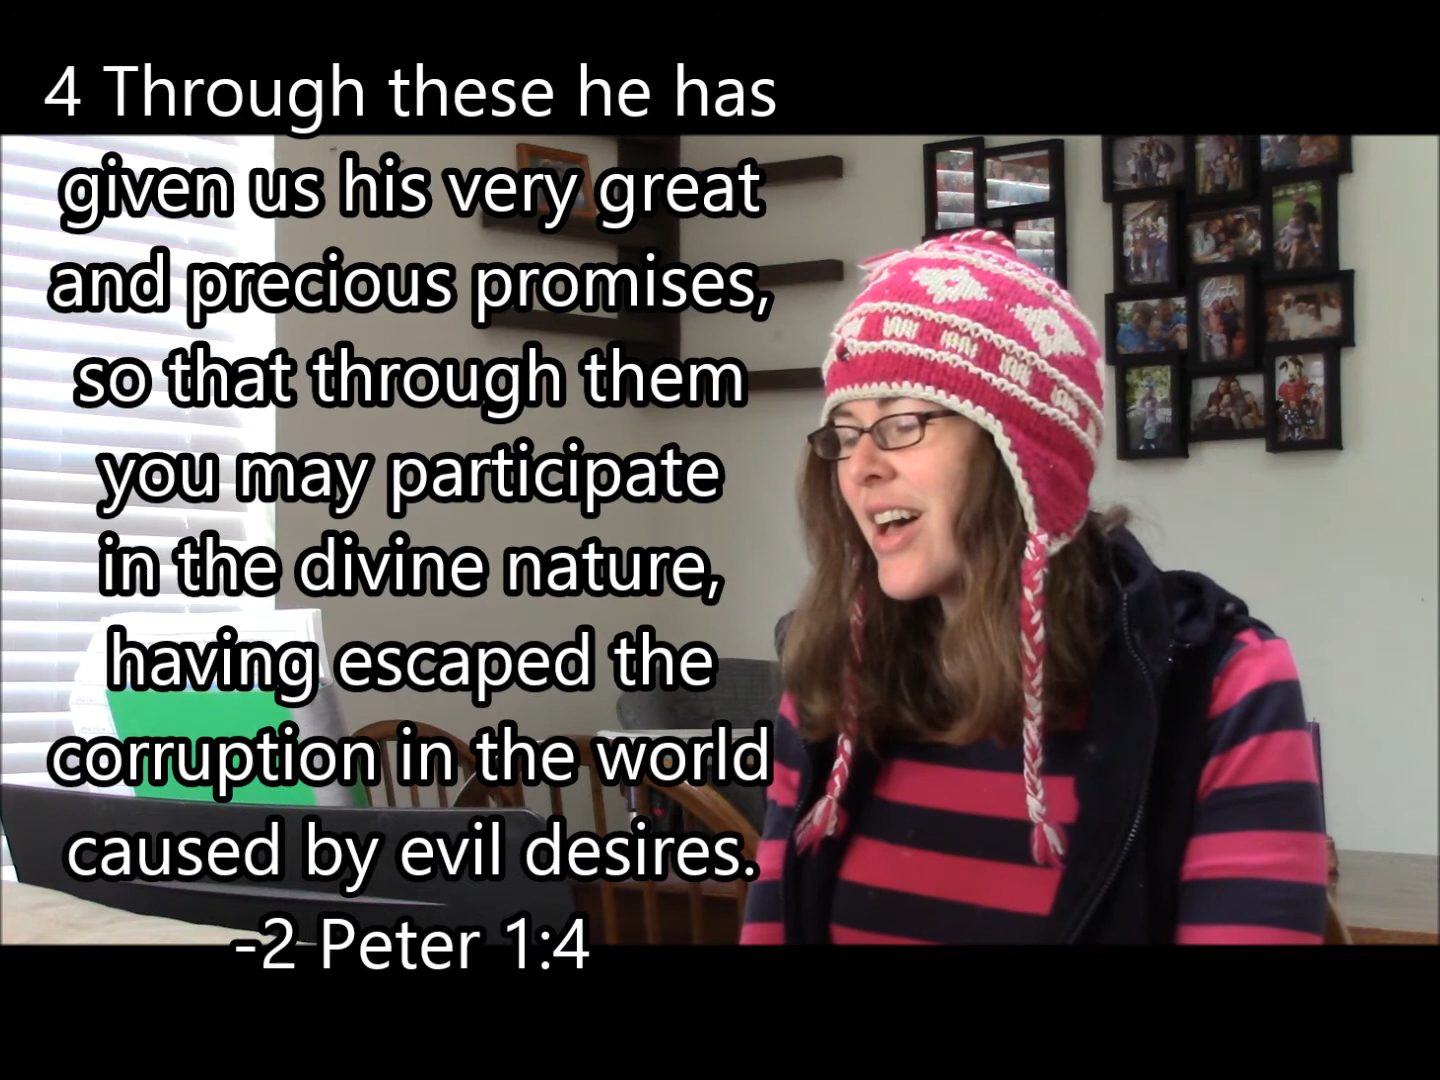 4 Through these he has
given us his very great
and precious promises,
so that through them
you may participate
in the divine nature,
having escaped the
corruption in the world
caused by evil desires.
-2 Peter 1:4